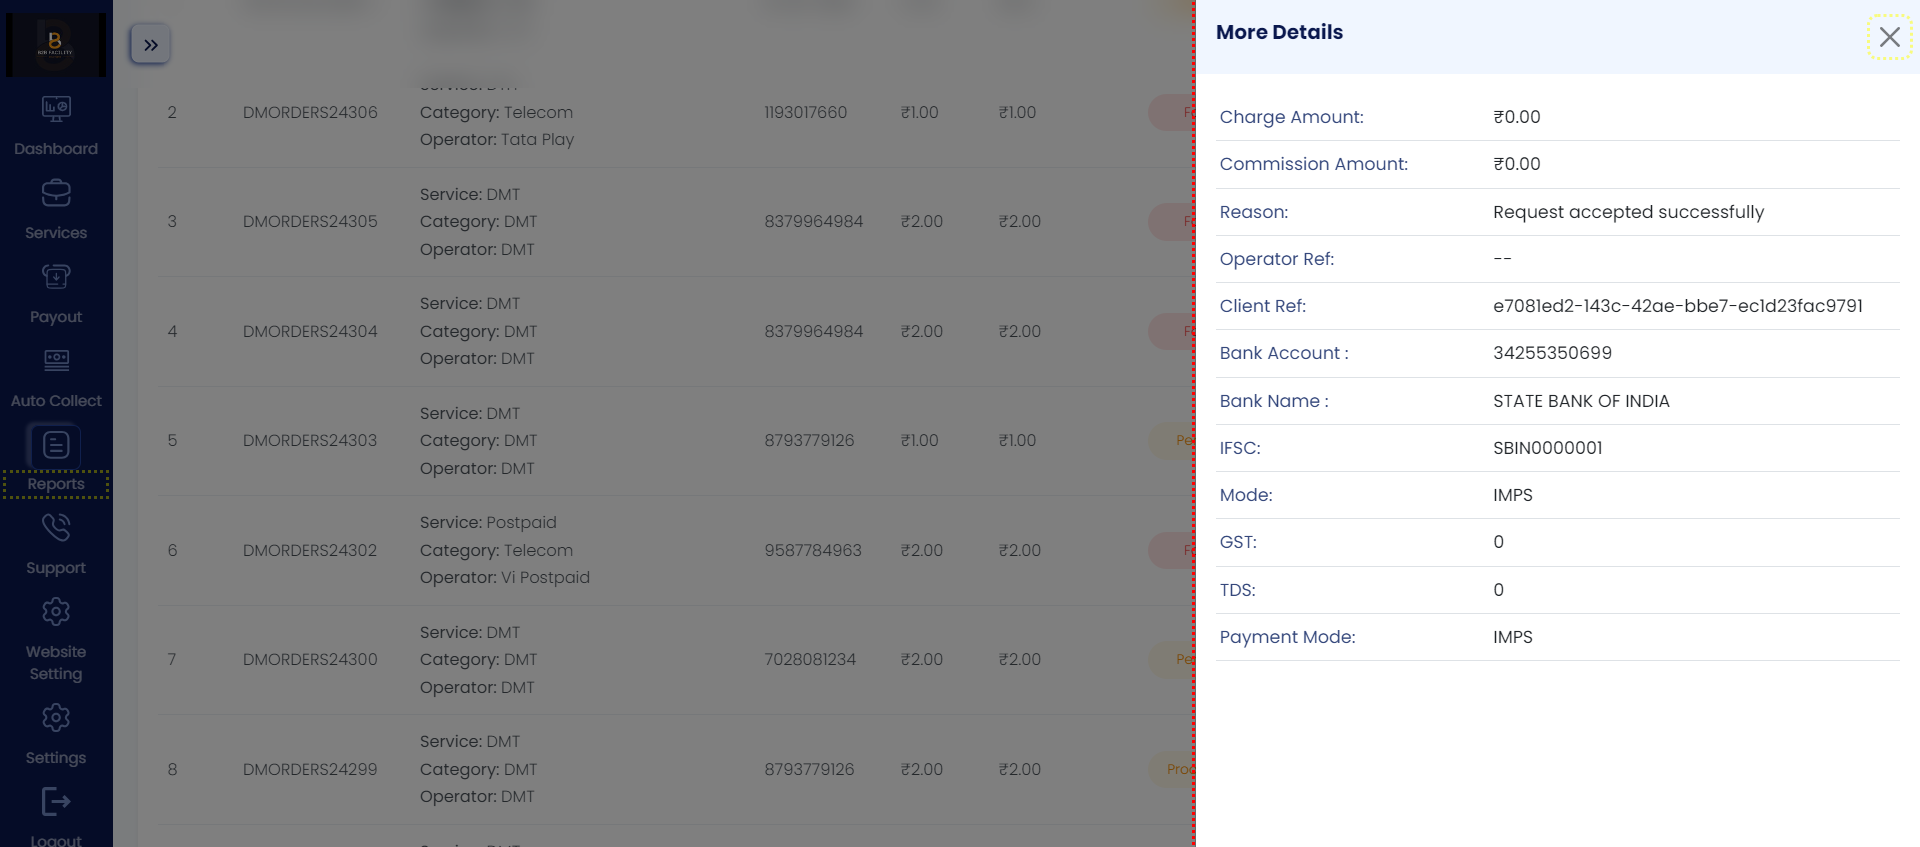 B2B FACILITY
Dashboard
Services
Payout
Auto Collect
Reports
Support
Website
Setting
Settings
Logout
2 DMORDERS24306 Category: Telecom 1193017660 ₹1.00 ₹1.00
Operator: Tata Play
Service: DMT
3 DMORDERS24305 Category: DMT 8379964984 ₹2.00 ₹2.00
Operator: DMT
Service: DMT
4 DMORDERS24304 Category: DMT 8379964984 ₹2.00 ₹2.00
Operator: DMT
Service: DMT
5 DMORDERS24303 Category: DMT 8793779126 ₹1.00 ₹1.00 Pe
Operator: DMT
Service: Postpaid
6 DMORDERS24302 Category: Telecom 9587784963 ₹2.00 ₹2.00
Operator: Vi Postpaid
Service: DMT
7 DMORDERS24300 Category: DMT 7028081234 ₹2.00 ₹2.00 Pe
Operator: DMT
Service: DMT
8 DMORDERS24299 Category: DMT 8793779126 ₹2.00 ₹2.00 Proc
Operator: DMT
More Details
Charge Amount: ₹0.00
Commission Amount: ₹0.00
Reason: Request accepted successfully
Operator Ref: --
Client Ref: e7081ed2-143c-42ae-bbe7-ec1d23fac9791
Bank Account : 34255350699
Bank Name : STATE BANK OF INDIA
IFSC: SBIN0000001
Mode: IMPS
GST: 0
TDS: 0
Payment Mode: IMPS